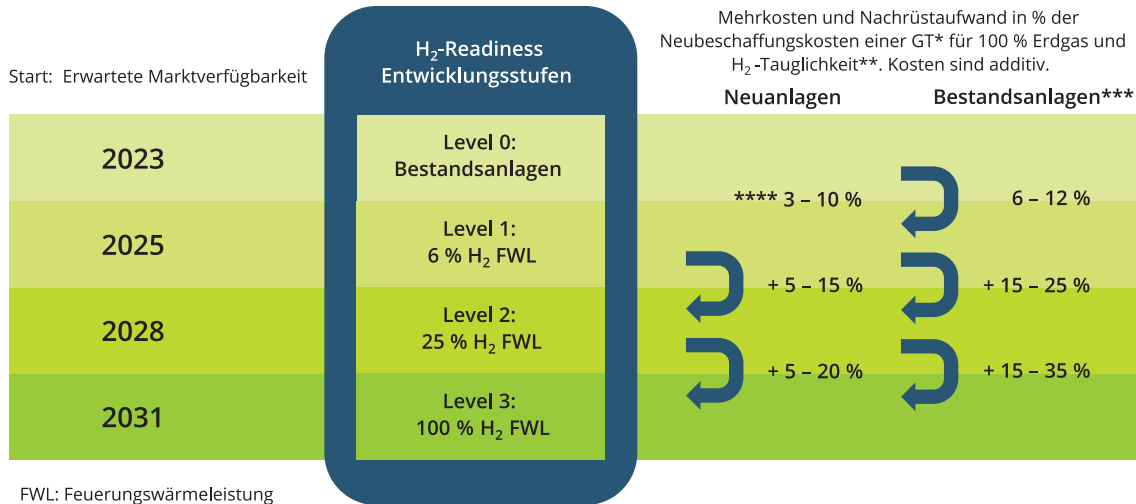 Start: Erwartete Marktverfügbarkeit
H₂-Readiness
Entwicklungsstufen
Mehrkosten und Nachrüstaufwand in % der
Neubeschaffungskosten einer GT* für 100 % Erdgas und
H₂ -Tauglichkeit**. Kosten sind additiv.
Neuanlagen
Bestandsanlagen***
2023
Level 0:
Bestandsanlagen
**** 3 – 10 %
6 – 12 %
2025
Level 1:
6 % H₂ FWL
+ 5 – 15 %
+ 15 – 25 %
2028
Level 2:
25 % H₂ FWL
+ 5 – 20 %
+ 15 – 35 %
2031
Level 3:
100 % H₂ FWL
FWL: Feuerungswärmeleistung